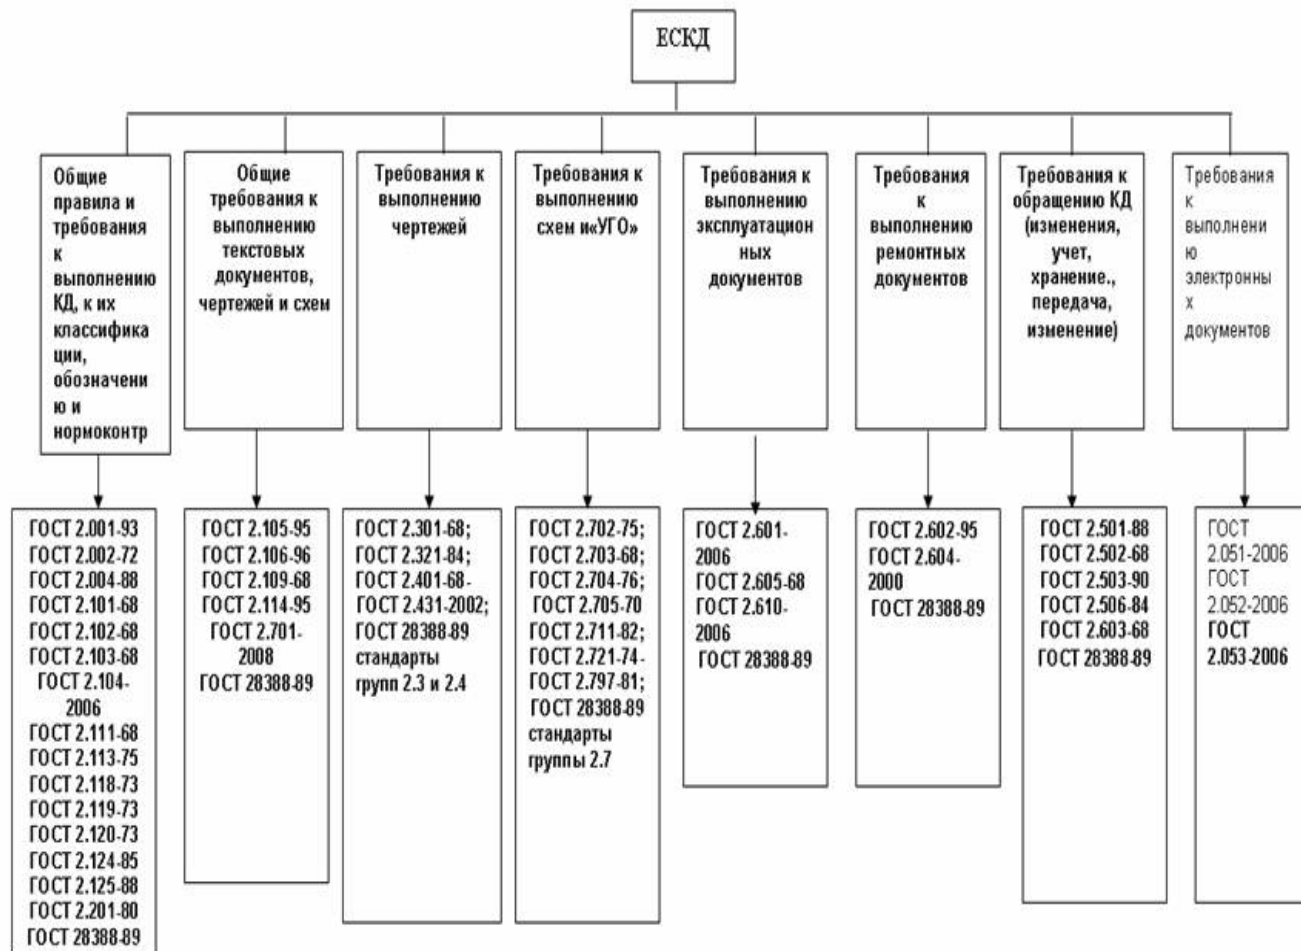 ЕСКД
Общие
правила и
требования
к
выполнению
КД, к их
классифика
ции,
обозначени
ю и
нормоконтр
Общие
требования к
выполнению
текстовых
документов,
чертежей и схем
Требования к
выполнению
чертежей
Требования к
выполнению
схем и«УГО»
Требования к
выполнению
эксплуатацион
ных
документов
Требования
к
выполнению
ремонтных
документов
Требования к
обращению КД
(изменения,
учет,
хранение.,
передача,
изменение)
Требования
к
выполнени
ю
электронны
х
документов
ГОСТ 2.001-93
ГОСТ 2.002-72
ГОСТ 2.004-88
ГОСТ 2.101-68
ГОСТ 2.102-68
ГОСТ 2.103-68
ГОСТ 2.104-
2006
ГОСТ 2.111-68
ГОСТ 2.113-75
ГОСТ 2.118-73
ГОСТ 2.119-73
ГОСТ 2.120-73
ГОСТ 2.124-85
ГОСТ 2.125-88
ГОСТ 2.201-80
ГОСТ 28388-89
ГОСТ 2.105-95
ГОСТ 2.106-96
ГОСТ 2.109-68
ГОСТ 2.114-95
ГОСТ 2.701-
2008
ГОСТ 28388-89
ГОСТ 2.301-68;
ГОСТ 2.321-84;
ГОСТ 2.401-68-
ГОСТ 2.431-2002;
ГОСТ 28388-89
стандарты
групп 2.3 и 2.4
ГОСТ 2.702-75;
ГОСТ 2.703-68;
ГОСТ 2.704-76;
ГОСТ 2.705-70
ГОСТ 2.711-82;
ГОСТ 2.721-74-
ГОСТ 2.797-81;
ГОСТ 28388-89
стандарты
группы 2.7
ГОСТ 2.601-
2006
ГОСТ 2.605-68
ГОСТ 2.610-
2006
ГОСТ 28388-89
ГОСТ 2.602-95
ГОСТ 2.604-
2000
ГОСТ 28388-89
ГОСТ 2.501-88
ГОСТ 2.502-68
ГОСТ 2.503-90
ГОСТ 2.506-84
ГОСТ 2.603-68
ГОСТ 28388-89
ГОСТ
2.051-2006
ГОСТ
2.052-2006
ГОСТ
2.053-2006